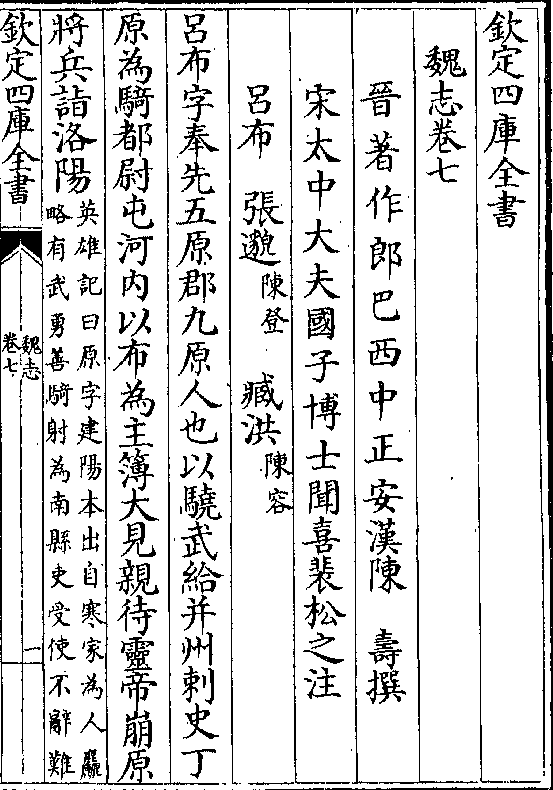 欽定四庫全書
魏志卷七
晉著作郎巴西中正安漢陳 壽撰
宋太中大夫國子博士聞喜裴松之注
呂布 張邈陳登 臧洪陳容
呂布字奉先五原郡九原人也以驍武給并州刺史丁
原為騎都尉屯河内以布為主簿大見親待靈帝崩原
將兵詣洛陽
英雄記曰原字建陽本出自寒家為人麤
略有武勇善騎射為南縣吏受使不辭難
欽定四庫全書
魏志
卷七
一